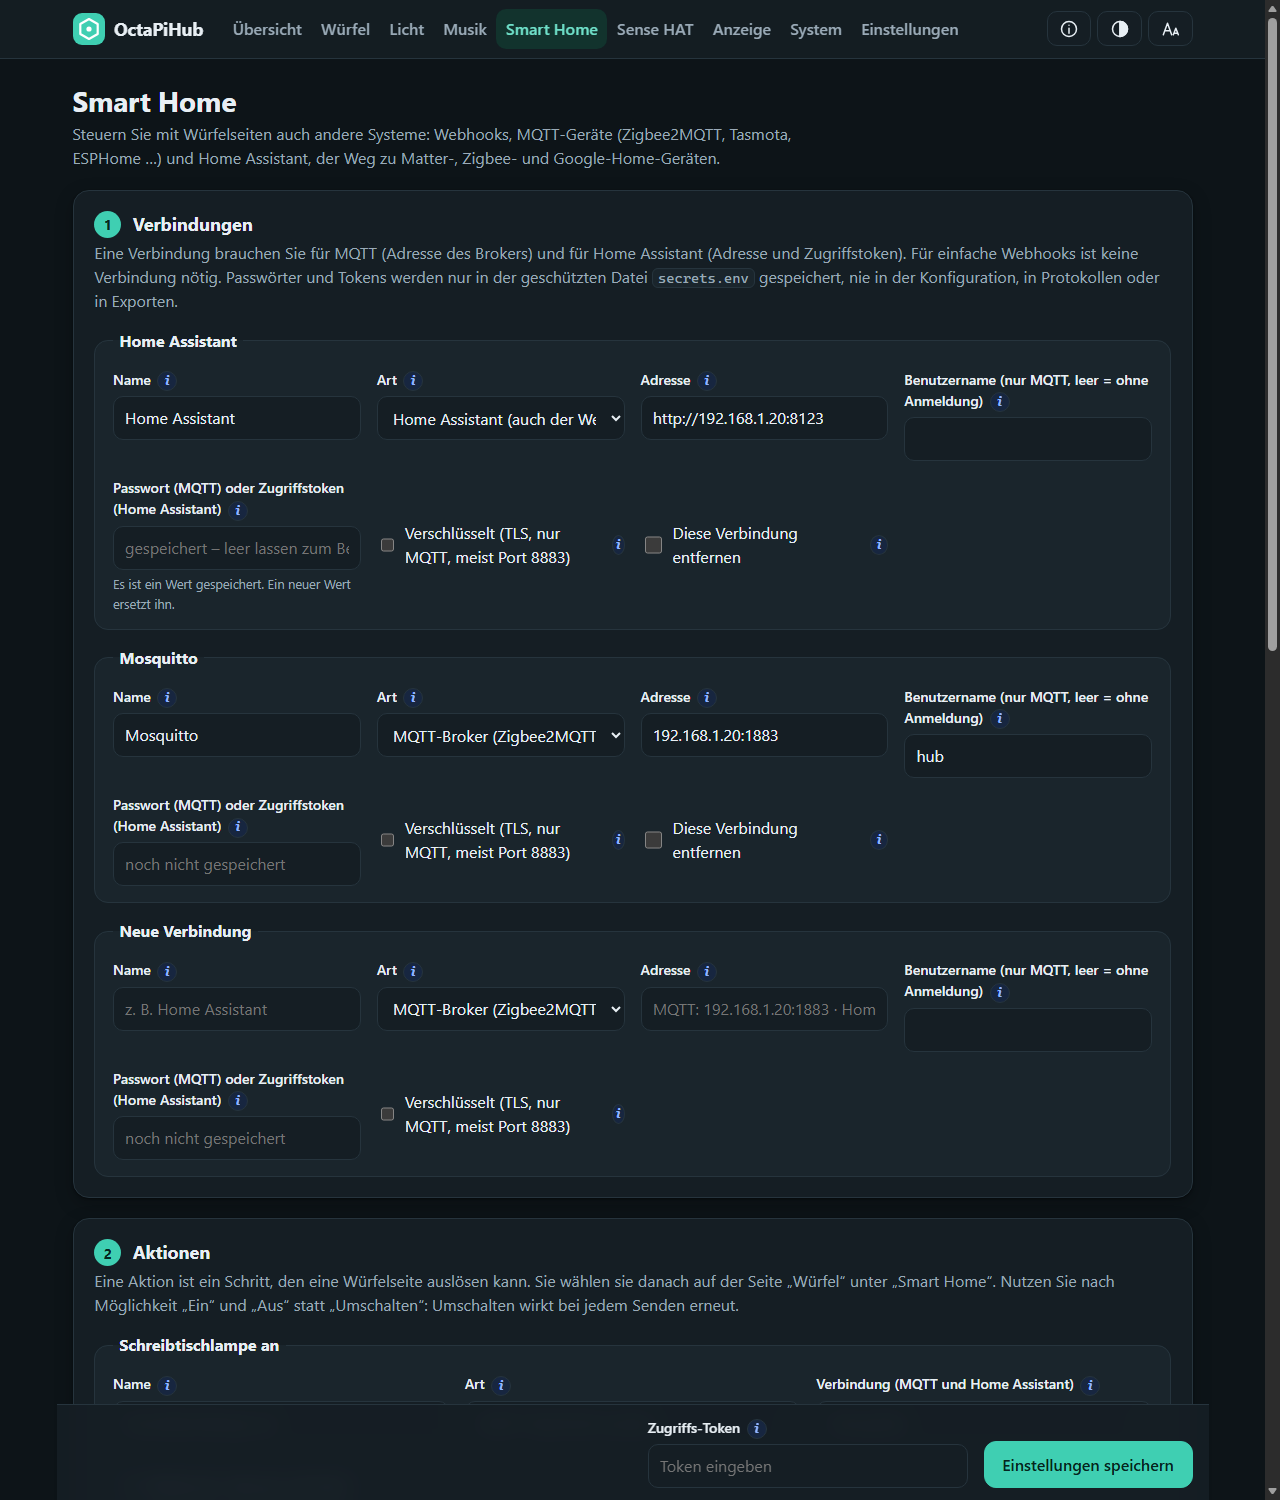 OctaPiHub Übersicht Würfel Licht Musik Smart Home Sense HAT Anzeige System Einstellungen AA
Smart Home
Steuern Sie mit Würfelseiten auch andere Systeme: Webhooks, MQTT-Geräte (Zigbee2MQTT, Tasmota,
ESPHome …) und Home Assistant, der Weg zu Matter-, Zigbee- und Google-Home-Geräten.
1 Verbindungen
Eine Verbindung brauchen Sie für MQTT (Adresse des Brokers) und für Home Assistant (Adresse und Zugriffstoken). Für einfache Webhooks ist keine
Verbindung nötig. Passwörter und Tokens werden nur in der geschützten Datei secrets.env gespeichert, nie in der Konfiguration, in Protokollen oder
in Exporten.
Home Assistant
Name i Art i Adresse i Benutzername (nur MQTT, leer = ohne
Anmeldung) i
Home Assistant Home Assistant (auch der We http://192.168.1.20:8123
Passwort (MQTT) oder Zugriffstoken
(Home Assistant) i
gespeichert – leer lassen zum Be
Es ist ein Wert gespeichert. Ein neuer Wert
ersetzt ihn.
Verschlüsselt (TLS, nur
MQTT, meist Port 8883) i
Diese Verbindung
entfernen i
Mosquitto
Name i Art i Adresse i Benutzername (nur MQTT, leer = ohne
Anmeldung) i
Mosquitto MQTT-Broker (Zigbee2MQTT 192.168.1.20:1883 hub
Passwort (MQTT) oder Zugriffstoken
(Home Assistant) i
noch nicht gespeichert
Verschlüsselt (TLS, nur
MQTT, meist Port 8883) i
Diese Verbindung
entfernen i
Neue Verbindung
Name i Art i Adresse i Benutzername (nur MQTT, leer = ohne
Anmeldung) i
z. B. Home Assistant MQTT-Broker (Zigbee2MQTT MQTT: 192.168.1.20:1883 · Hom
Passwort (MQTT) oder Zugriffstoken
(Home Assistant) i
noch nicht gespeichert
Verschlüsselt (TLS, nur
MQTT, meist Port 8883) i
2 Aktionen
Eine Aktion ist ein Schritt, den eine Würfelseite auslösen kann. Sie wählen sie danach auf der Seite „Würfel“ unter „Smart Home“. Nutzen Sie nach
Möglichkeit „Ein“ und „Aus“ statt „Umschalten“: Umschalten wirkt bei jedem Senden erneut.
Schreibtischlampe an
Name i Art i Verbindung (MQTT und Home Assistant) i
Zugriffs-Token i
Token eingeben
Einstellungen speichern